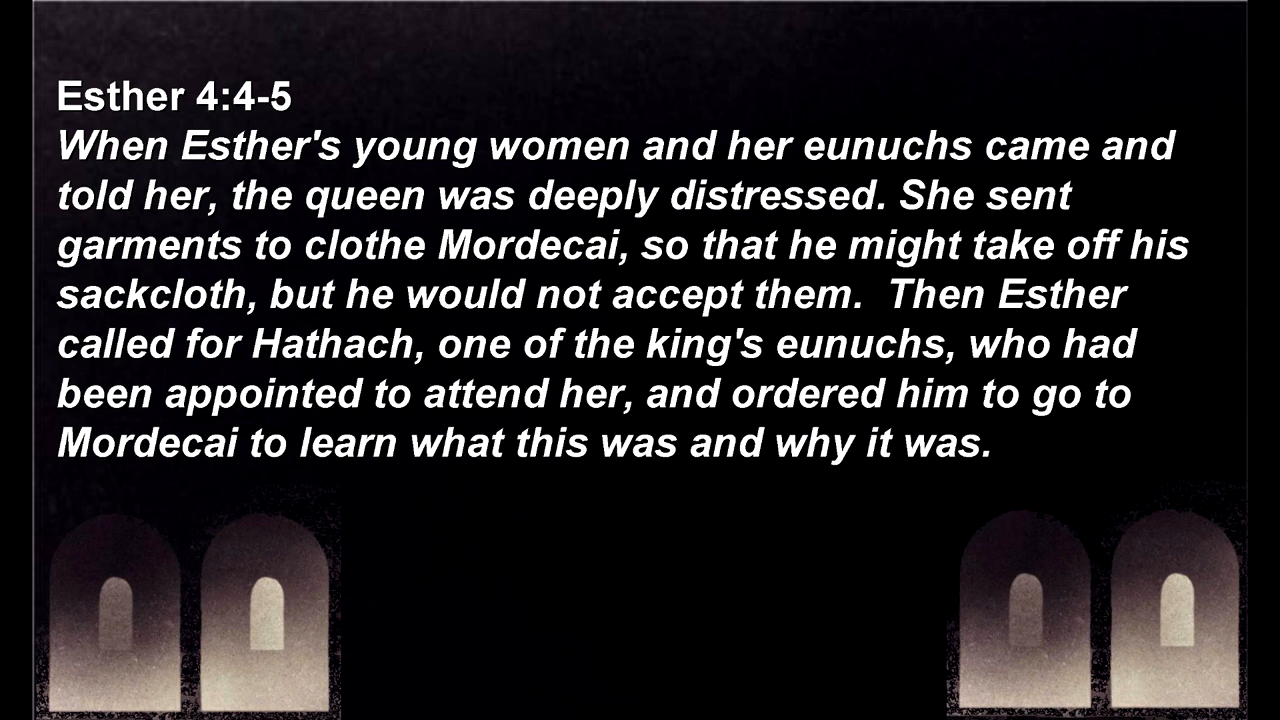 Esther 4:4-5
When Esther's young women and her eunuchs came and
told her, the queen was deeply distressed. She sent
garments to clothe Mordecai, so that he might take off his
sackcloth, but he would not accept them.  Then Esther
called for Hathach, one of the king's eunuchs, who had
been appointed to attend her, and ordered him to go to
Mordecai to learn what this was and why it was.